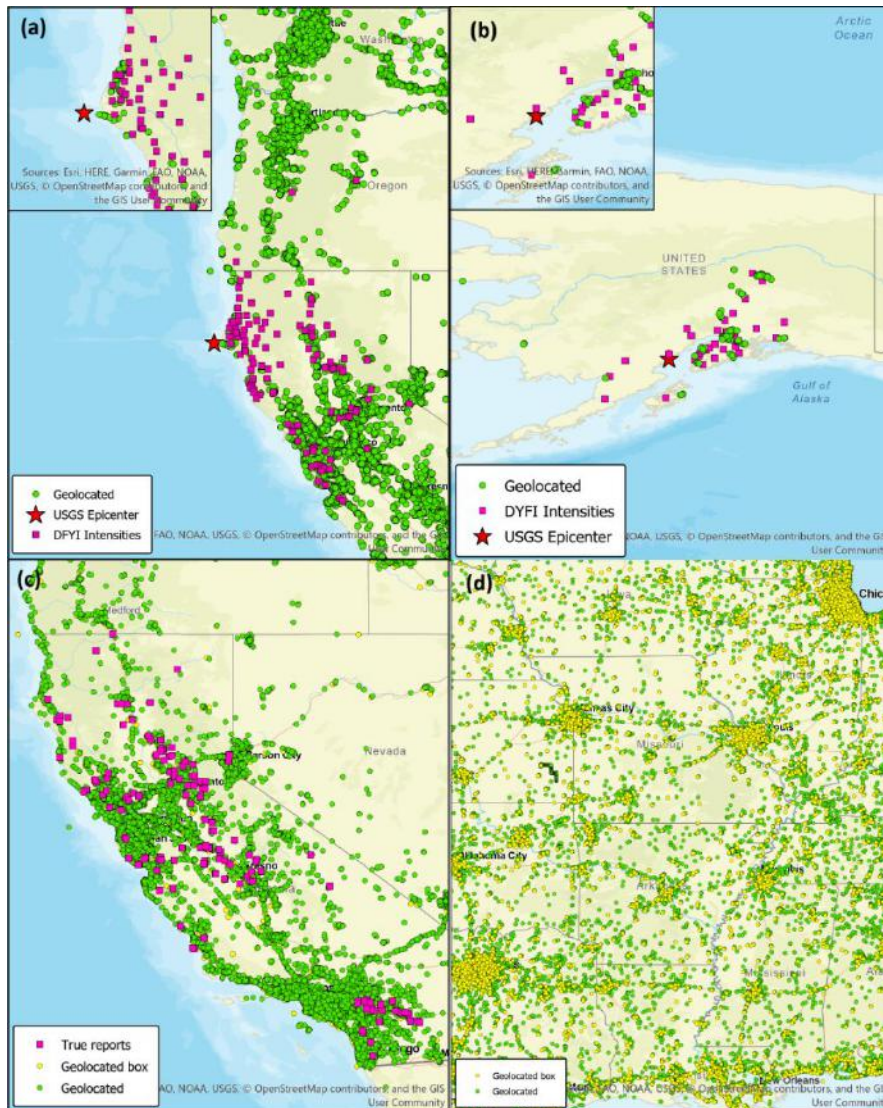 (a)
Washington
Oregon
Sources: Esri, HERE, Garmin, FAO, NOAA,
USGS, © OpenStreetMap contributors, and
the GIS User Community
Geolocated
USGS Epicenter
DFYI Intensities
FAO, NOAA, USGS, © OpenStreetMap contributors, and the GIS
User Community
(b)
Arctic
Ocean
Sources: Esri, HERE, Garmin, FAO, NOAA,
USGS, © OpenStreetMap contributors, and
the GIS User Community
UNITED
STATES
Gulf of
Alaska
Geolocated
DYFI Intensities
USGS Epicenter
NOAA, USGS, © OpenStreetMap contributors, and the GIS
User Community
(c)
Medford
Nevada
True reports
Geolocated box
Geolocated
FAO, NOAA, USGS, © OpenStreetMap contributors, and the GIS
User Community
(d)
Iowa
Chic
Illinois
Missouri
Mississippi
New Orleans
Geolocated box
Geolocated
FAO, NOAA, USGS, © OpenStreetMap contributors, and the GIS
User Community